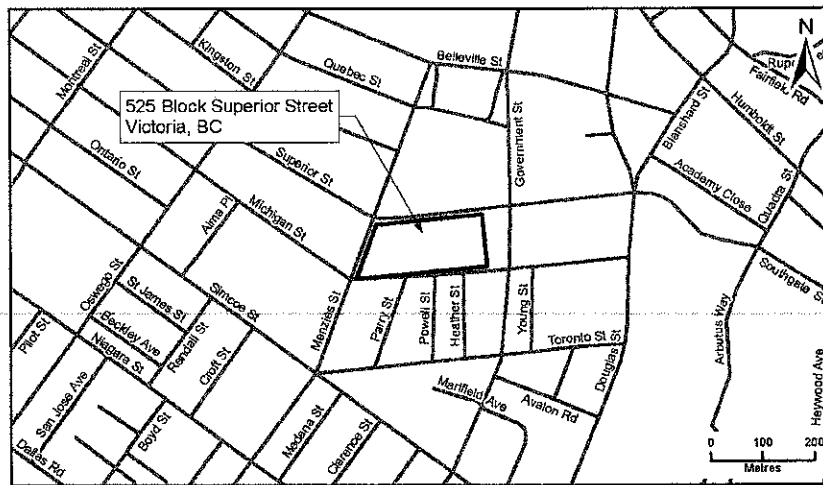 Montreal St
Kingston St
Quebec St
Belleville St
N
Fairfield Rd
525 Block Superior Street
Victoria, BC
Blanshard St
Humboldt St
Government St
Ontario St
Superior St
Academy Close
Quadra St
Alma Pl
Michigan St
Southgate St
Oswego St
St James St
Simcoe St
Menzies St
Parry St
Powell St
Heather St
Young St
Toronto St
Douglas St
Arbutus Way
Heywood Ave
Pilot St
Beckley Ave
Niagara St
Rendall St
Croft St
Marifield Ave
Avalon Rd
San Jose Ave
Boyd St
Medana St
Clarence St
Dallas Rd
0 100 200
Metres